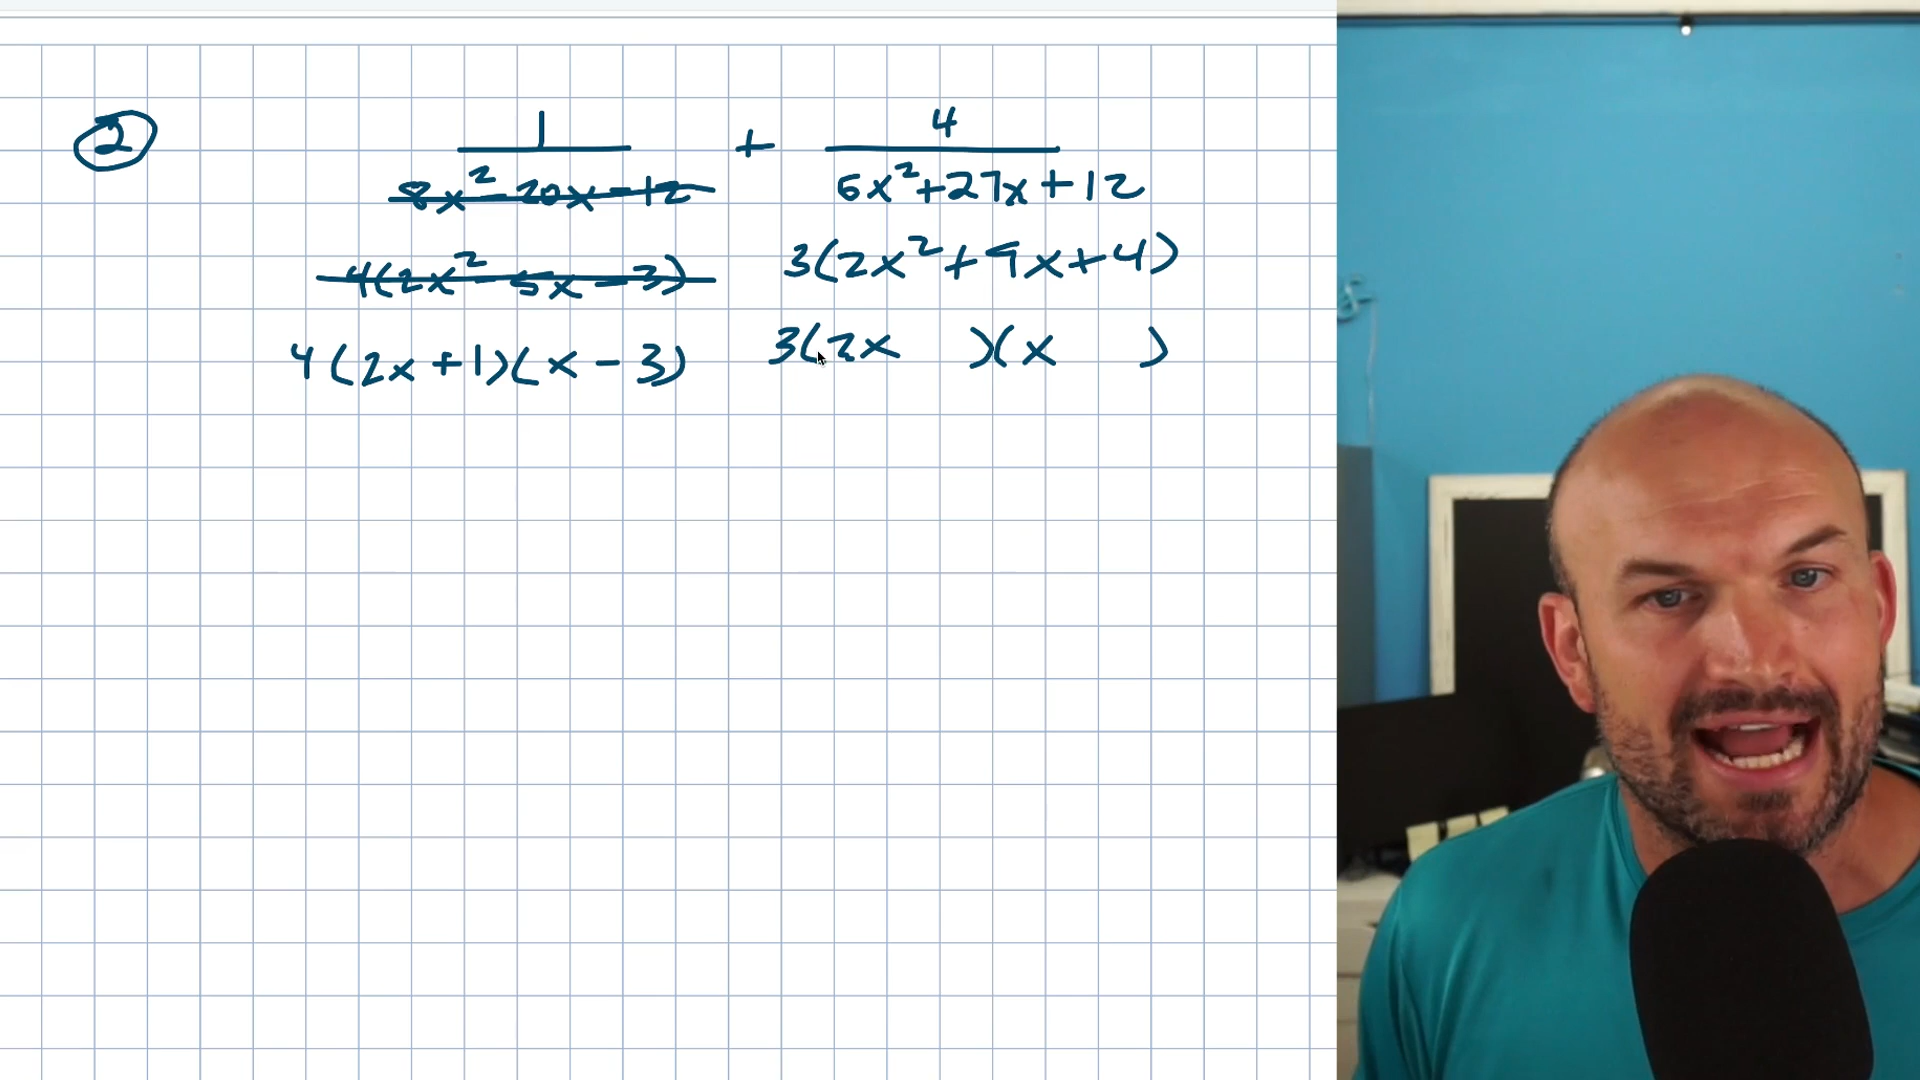 ② 1 + 4
8x² - 20x - 12 6x² + 27x + 12
4(2x² - 5x - 3) 3(2x² + 9x + 4)
4(2x + 1)(x - 3) 3(2x )(x )